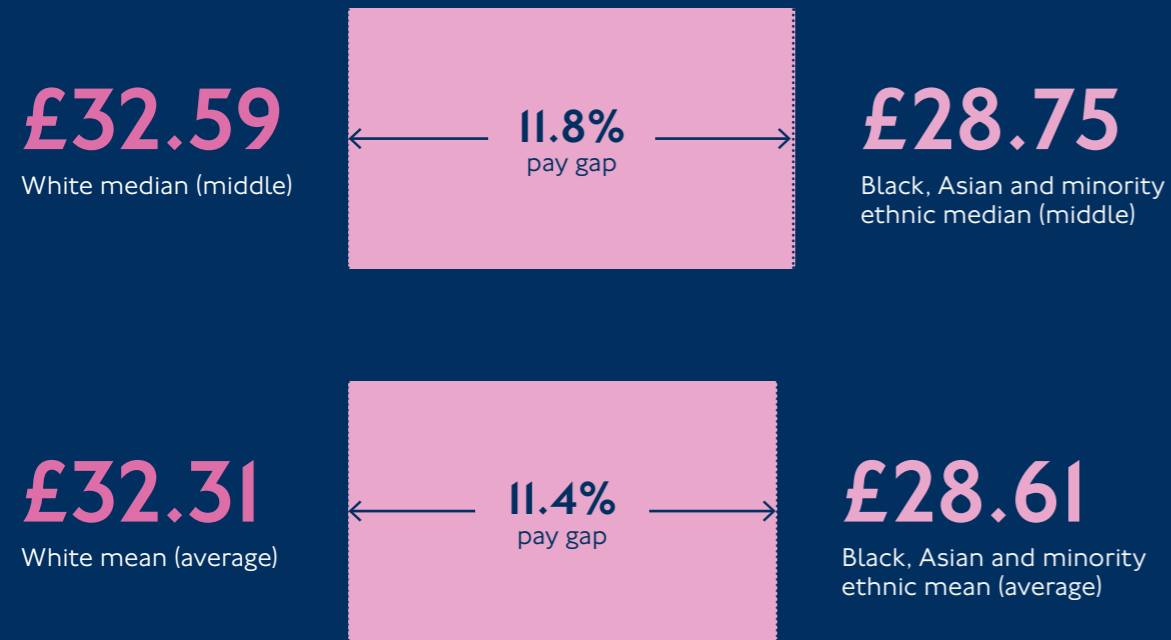 £32.59
White median (middle)
11.8%
pay gap
£28.75
Black, Asian and minority
ethnic median (middle)
£32.31
White mean (average)
11.4%
pay gap
£28.61
Black, Asian and minority
ethnic mean (average)